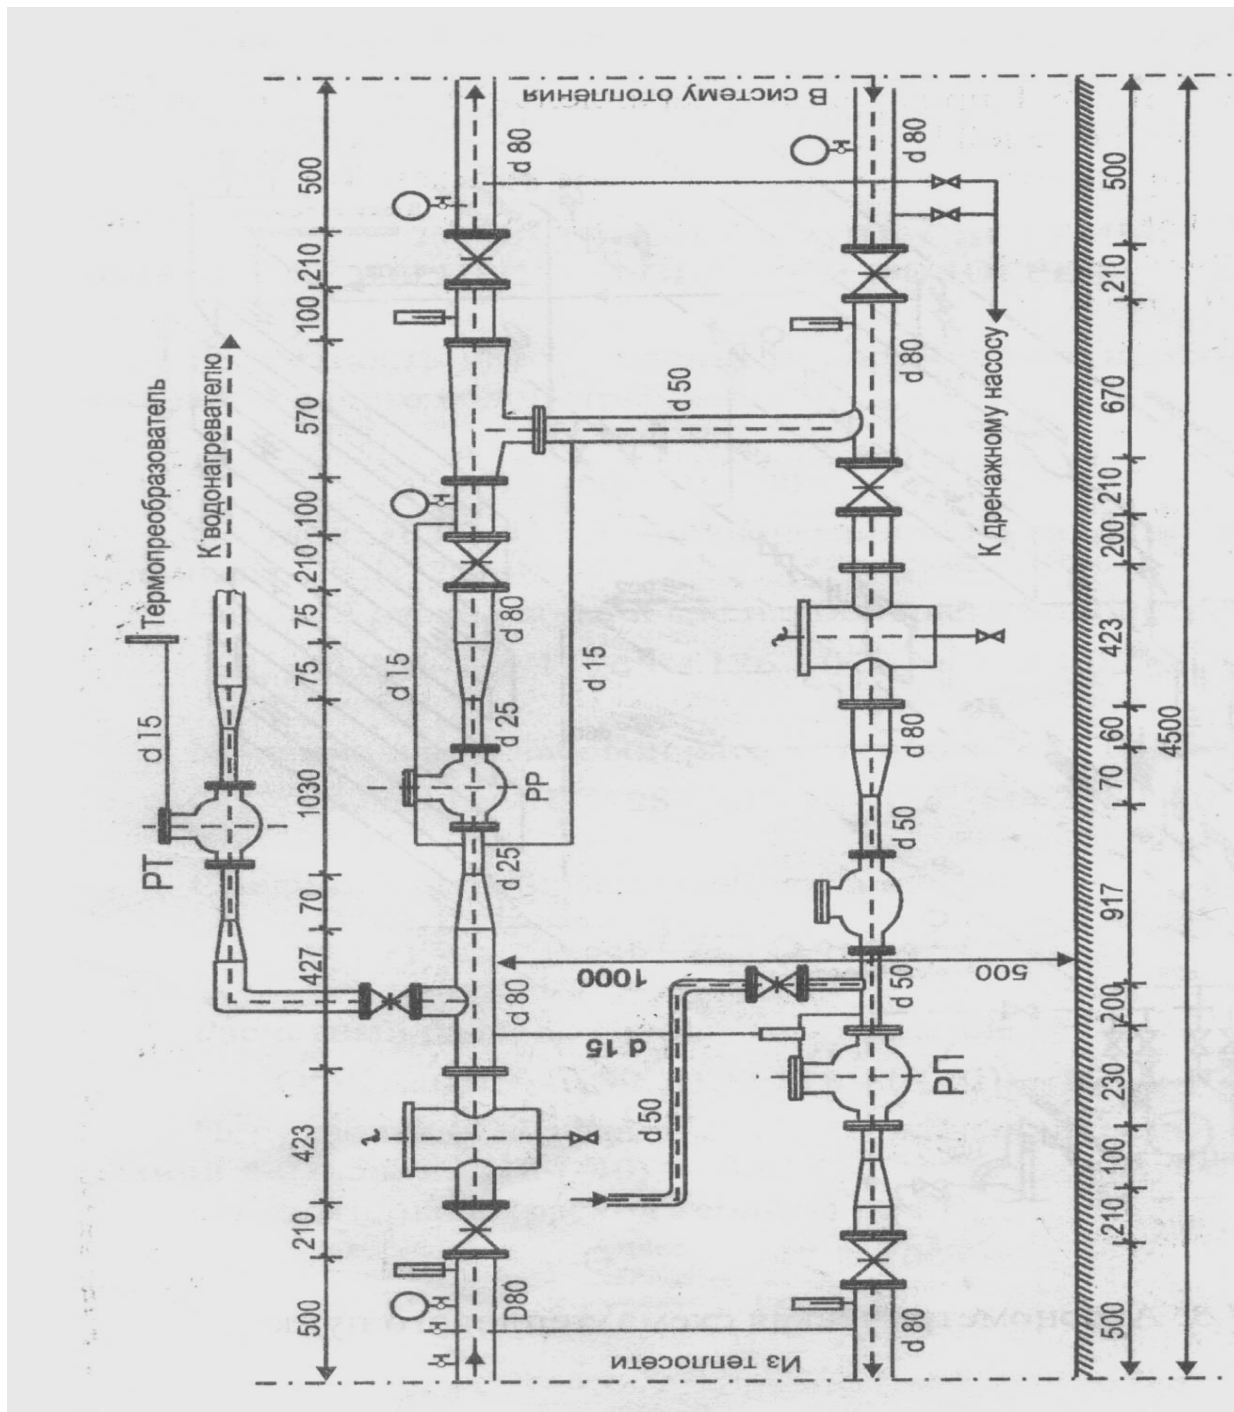 РТ
d 15
Термопреобразователь
К водонагревателю
500
210
423
427
70
1030
75
75
210
100
570
100
210
500
d 15
D80
d 80
d 25
d 25
РР
d 80
d 80
d 15
Из теплосети
d 50
d 15
1000
d 50
В систему отопления
d 80
РП
d 50
d 50
d 80
d 80
d 80
500
К дренажному насосу
500
210
100
230
200
917
70
60
423
200
210
670
210
500
4500